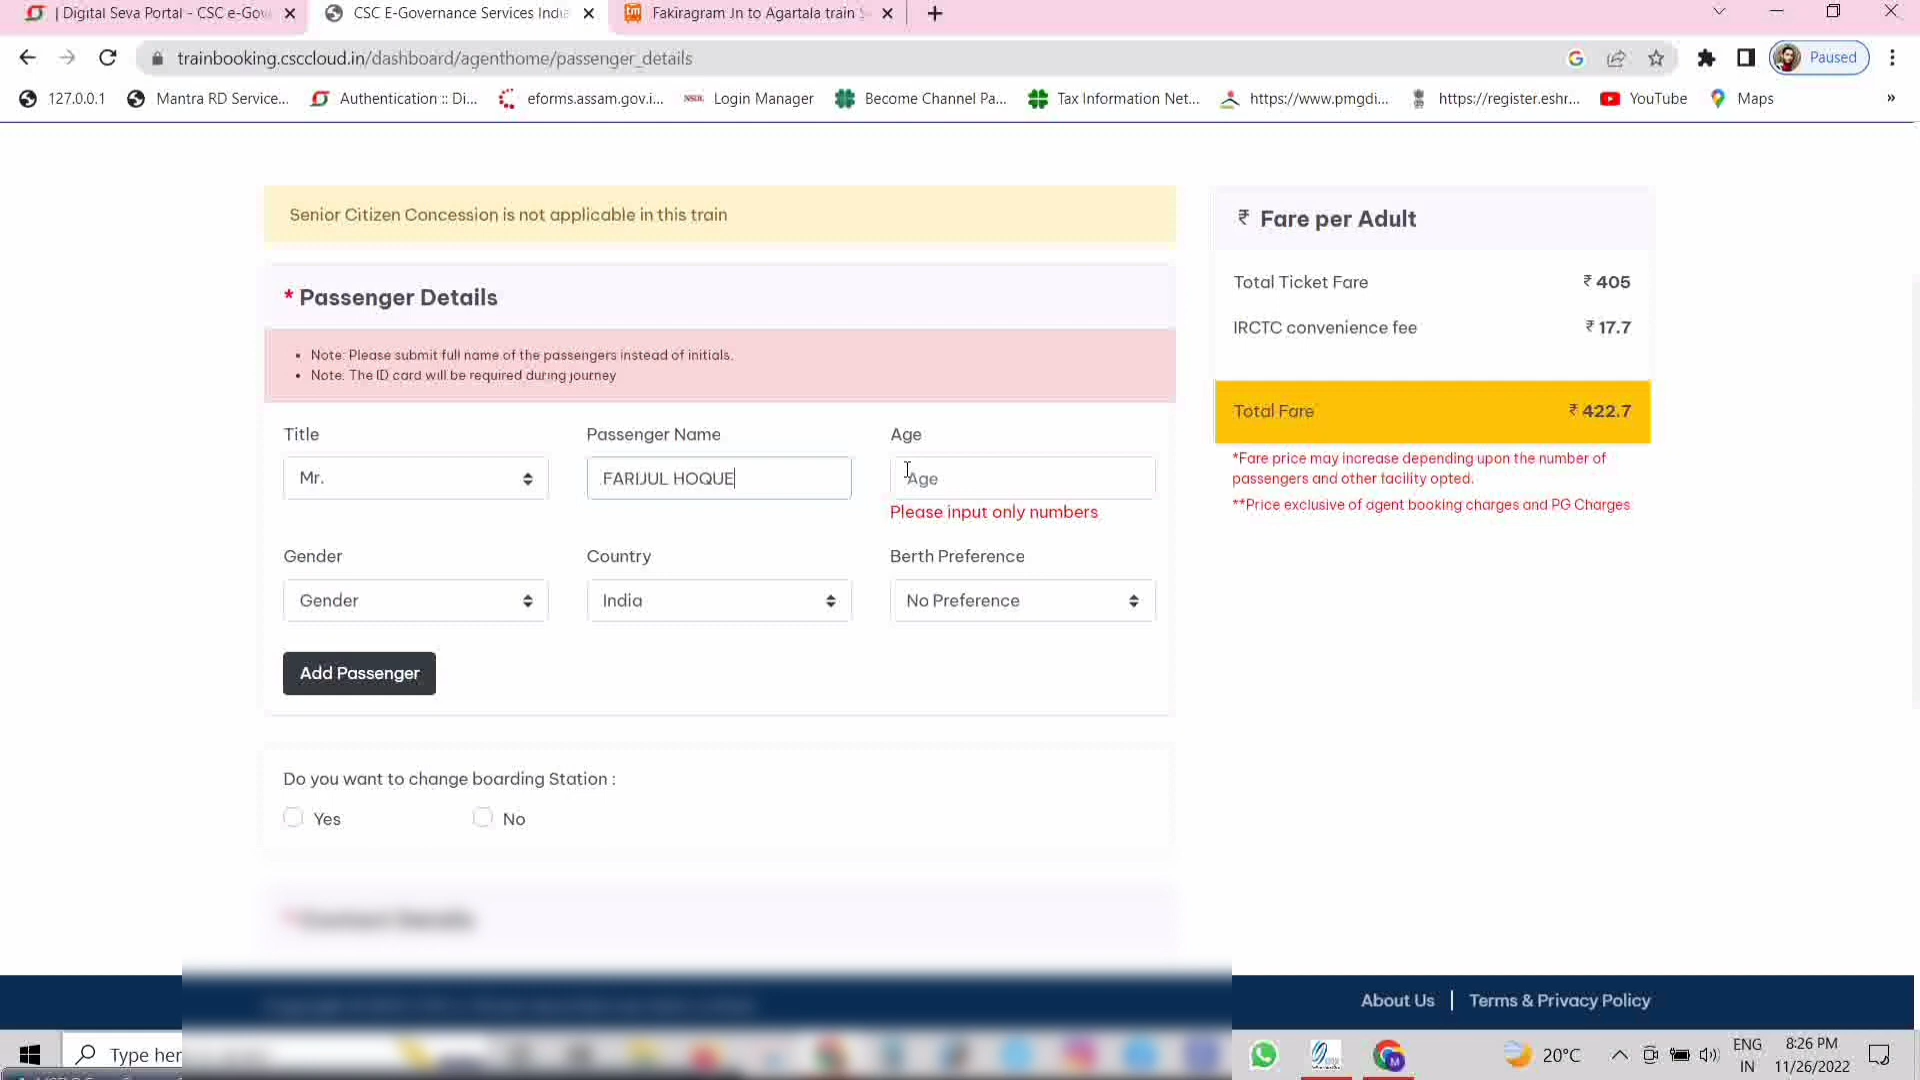 | Digital Seva Portal - CSC e-Gov
CSC E-Governance Services India
Fakiragram Jn to Agartala train S
trainbooking.csccloud.in/dashboard/agenthome/passenger_details
Paused
127.0.0.1
Mantra RD Service...
Authentication :: Di...
eforms.assam.gov.i...
NSDL
Login Manager
Become Channel Pa...
Tax Information Net...
https://www.pmgdi...
https://register.eshr...
YouTube
Maps
»
Senior Citizen Concession is not applicable in this train
* Passenger Details
• Note: Please submit full name of the passengers instead of initials.
• Note: The ID card will be required during journey
Title
Passenger Name
Age
Mr.
FARIJUL HOQUE
Age
Please input only numbers
Gender
Country
Berth Preference
Gender
India
No Preference
Add Passenger
Do you want to change boarding Station :
Yes
No
₹ Fare per Adult
Total Ticket Fare
₹ 405
IRCTC convenience fee
₹ 17.7
Total Fare
₹ 422.7
*Fare price may increase depending upon the number of
passengers and other facility opted.
**Price exclusive of agent booking charges and PG Charges
About Us | Terms & Privacy Policy
Type her
20°C
ENG
IN
8:26 PM
11/26/2022